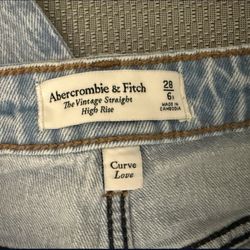 Abercrombie & Fitch
The Vintage Straight
High Rise
28
6s
MADE IN
CAMBODIA
Curve
Love